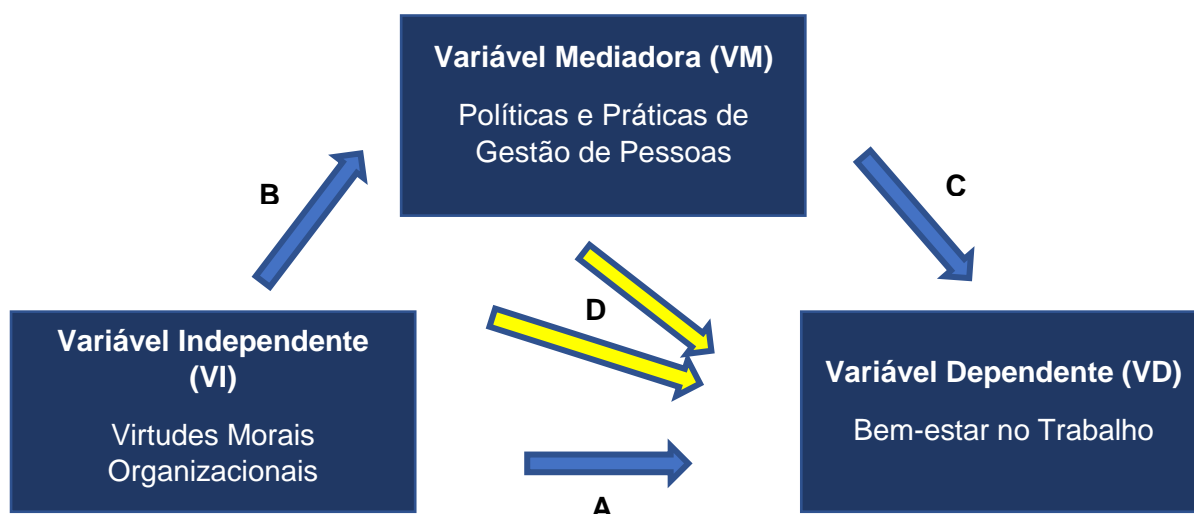 Variável Mediadora (VM)
Políticas e Práticas de
Gestão de Pessoas
B
C
D
Variável Independente
(VI)
Virtudes Morais
Organizacionais
Variável Dependente (VD)
Bem-estar no Trabalho
A